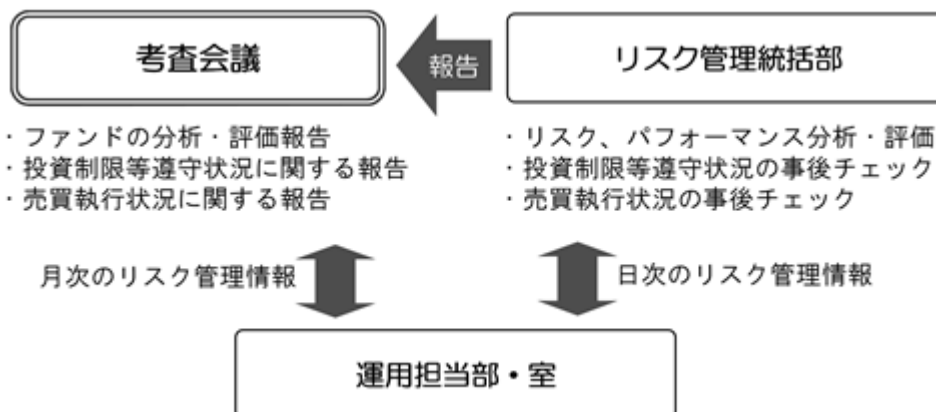 考査会議
報告
リスク管理統括部
・ファンドの分析・評価報告
・投資制限等遵守状況に関する報告
・売買執行状況に関する報告
・リスク、パフォーマンス分析・評価
・投資制限等遵守状況の事後チェック
・売買執行状況の事後チェック
月次のリスク管理情報
日次のリスク管理情報
運用担当部・室